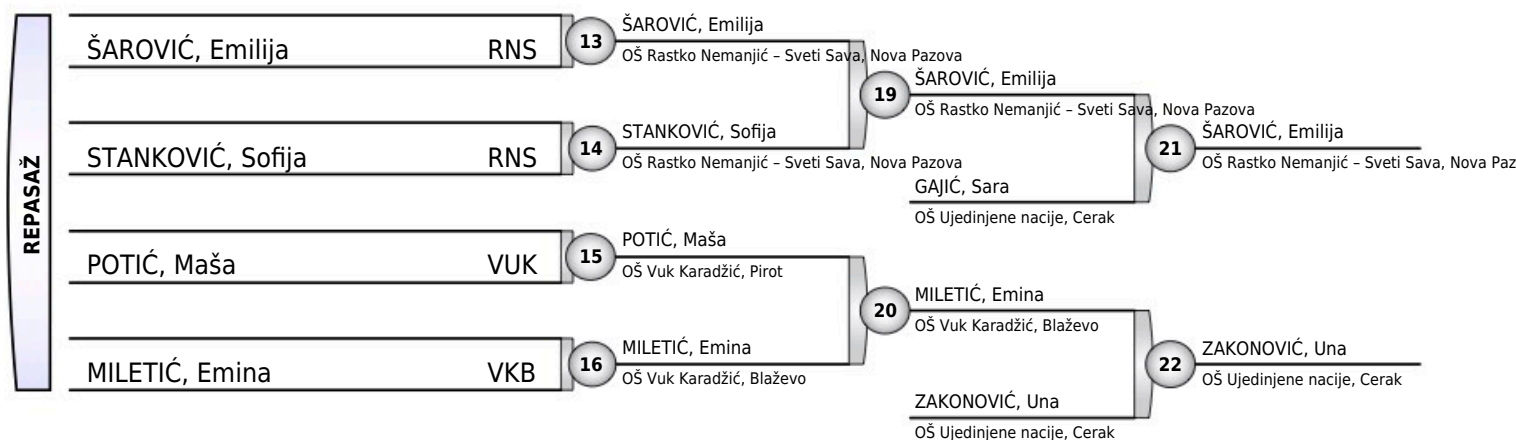 REPASAŽ
ŠAROVIĆ, Emilija RNS
STANKOVIĆ, Sofija RNS
POTIĆ, Maša VUK
MILETIĆ, Emina VKB
13
ŠAROVIĆ, Emilija
OŠ Rastko Nemanjić – Sveti Sava, Nova Pazova
14
STANKOVIĆ, Sofija
OŠ Rastko Nemanjić – Sveti Sava, Nova Pazova
15
POTIĆ, Maša
OŠ Vuk Karadžić, Pirot
16
MILETIĆ, Emina
OŠ Vuk Karadžić, Blaževo
19
ŠAROVIĆ, Emilija
OŠ Rastko Nemanjić – Sveti Sava, Nova Pazova
GAJIĆ, Sara
OŠ Ujedinjene nacije, Cerak
20
MILETIĆ, Emina
OŠ Vuk Karadžić, Blaževo
ZAKONOVIĆ, Una
OŠ Ujedinjene nacije, Cerak
21
ŠAROVIĆ, Emilija
OŠ Rastko Nemanjić – Sveti Sava, Nova Paz
22
ZAKONOVIĆ, Una
OŠ Ujedinjene nacije, Cerak